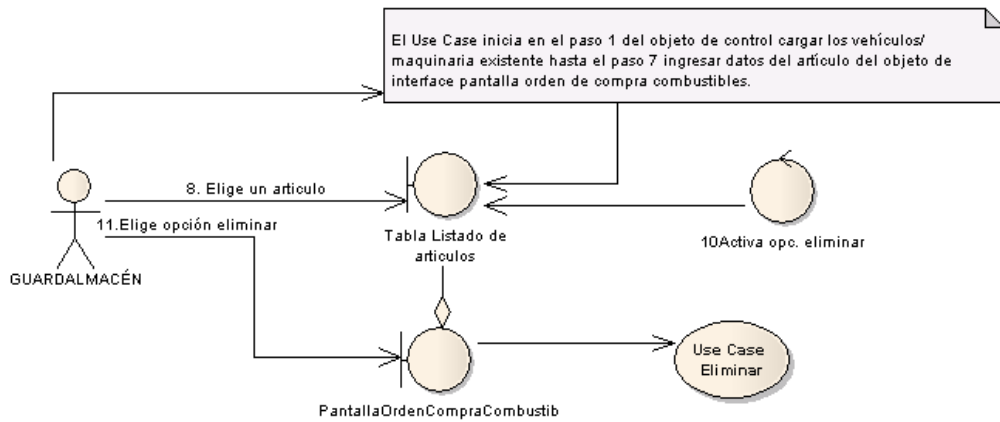 El Use Case inicia en el paso 1 del objeto de control cargar los vehículos/
maquinaria existente hasta el paso 7 ingresar datos del artículo del objeto de
interface pantalla orden de compra combustibles.
8. Elige un articulo
11.Elige opción eliminar
GUARDALMACÉN
Tabla Listado de
articulos
10Activa opc. eliminar
Use Case
Eliminar
PantallaOrdenCompraCombustib